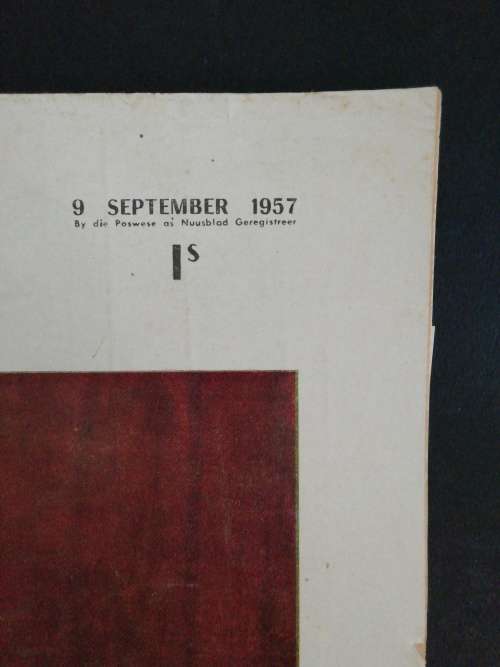 9 SEPTEMBER 1957
By die Poswese as Nuusblad Geregistreer
1s